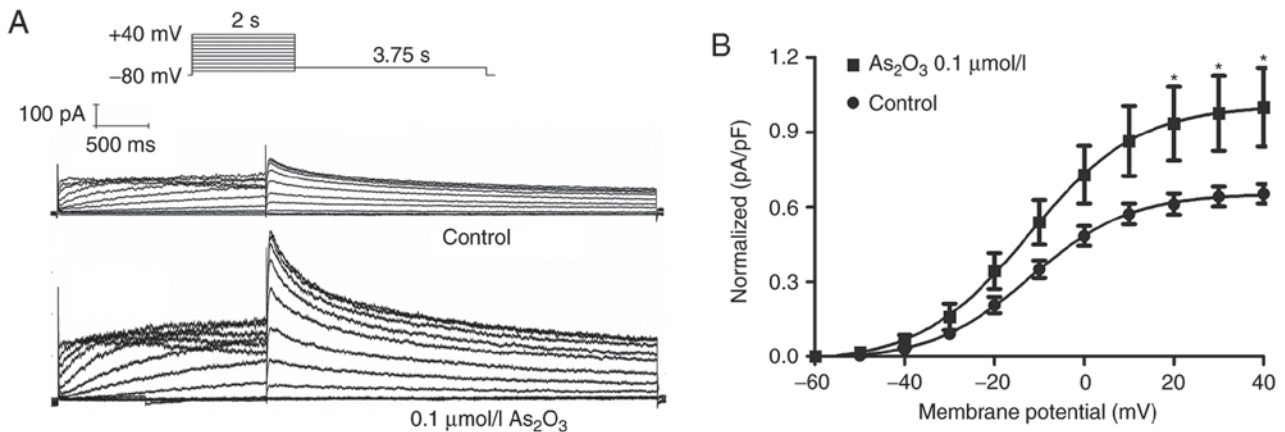 A
2 s
+40 mV
3.75 s
−80 mV
100 pA
500 ms
Control
0.1 μmol/l As₂O₃
B
1.2
0.9
0.6
0.3
0.0
Normalized (pA/pF)
As₂O₃ 0.1 μmol/l
Control
* * *
−60 −40 −20 0 20 40
Membrane potential (mV)